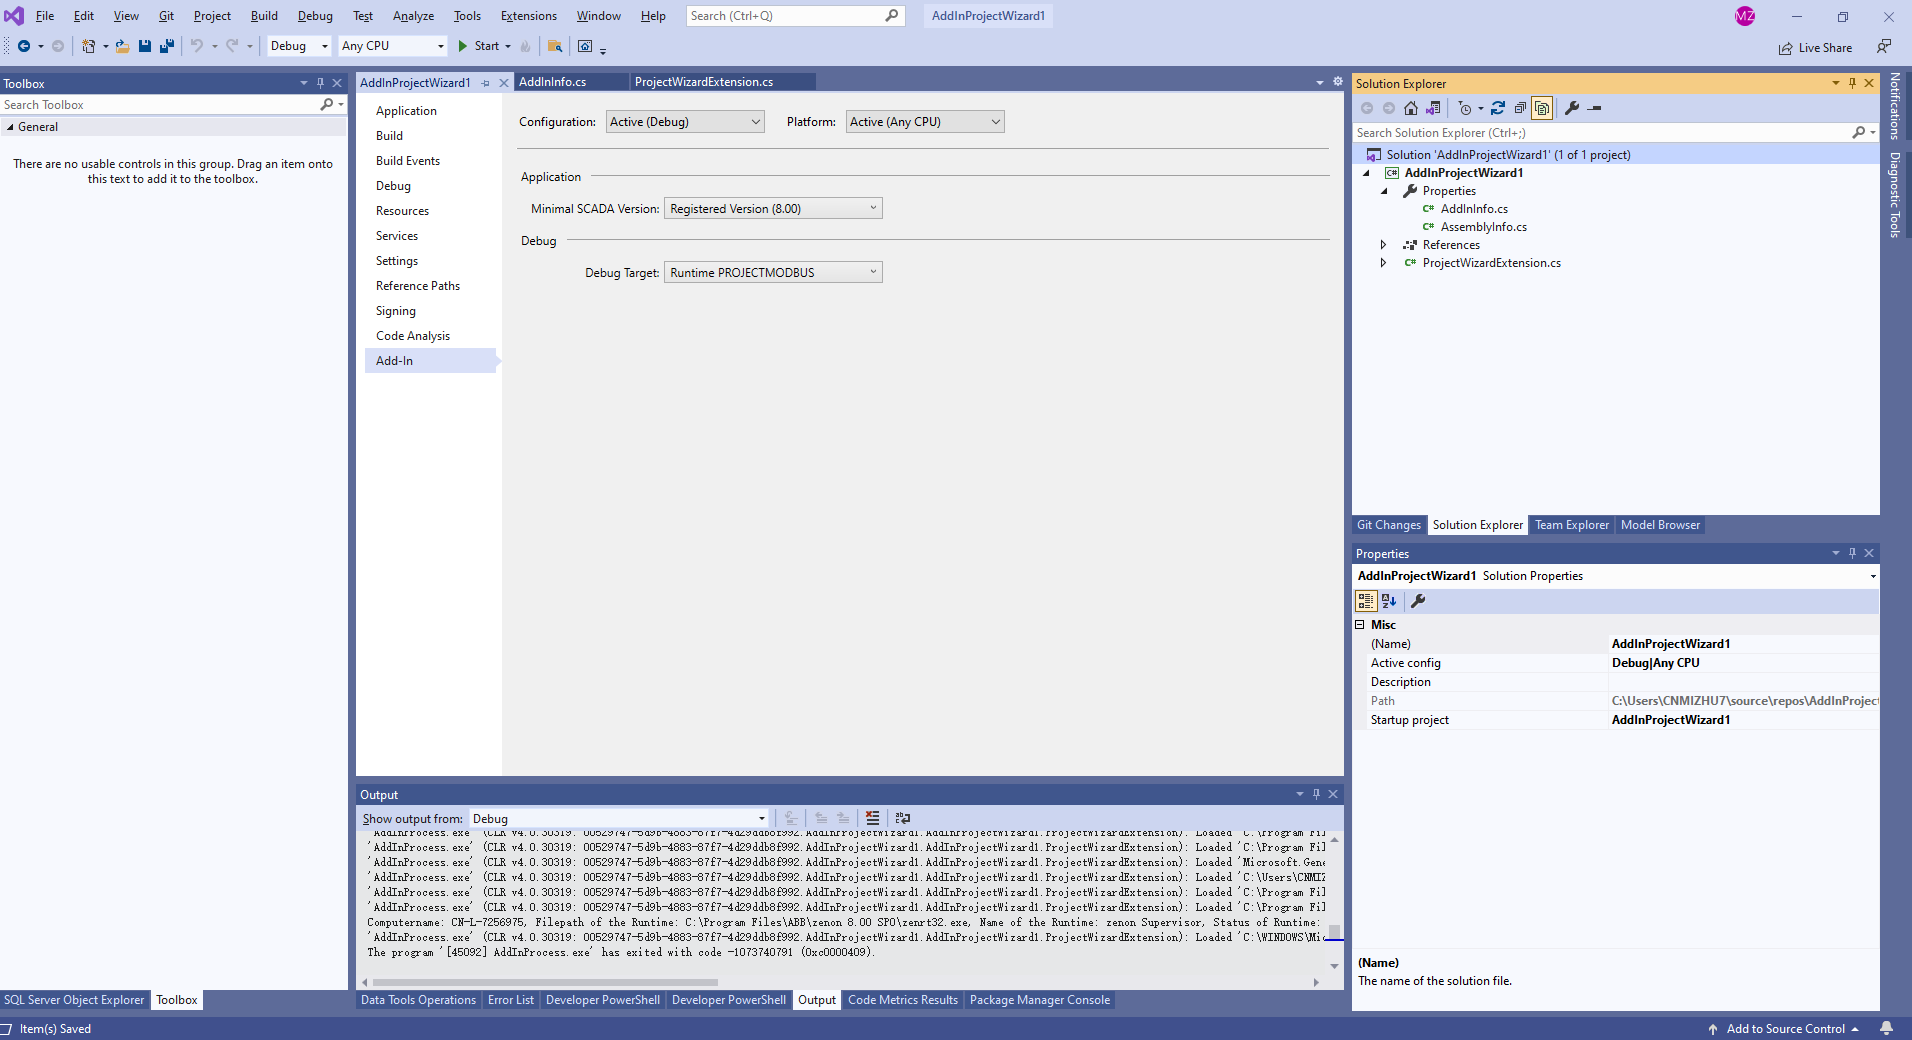 File Edit View Git Project Build Debug Test Analyze Tools Extensions Window Help Search (Ctrl+Q) AddInProjectWizard1 MZ
Debug Any CPU Start Live Share
Toolbox
Search Toolbox
General
There are no usable controls in this group. Drag an item onto
this text to add it to the toolbox.
SQL Server Object Explorer Toolbox
AddInProjectWizard1 AddInInfo.cs ProjectWizardExtension.cs
Application
Build
Build Events
Debug
Resources
Services
Settings
Reference Paths
Signing
Code Analysis
Add-In
Configuration: Active (Debug) Platform: Active (Any CPU)
Application
Minimal SCADA Version: Registered Version (8.00)
Debug
Debug Target: Runtime PROJECTMODBUS
Output
Show output from: Debug
'AddInProcess.exe' (CLR v4.0.30319: 00529747-5d9b-4883-87f7-4d29ddb8f992.AddInProjectWizard1.AddInProjectWizard1.ProjectWizardExtension): Loaded 'C:\Program Fil
'AddInProcess.exe' (CLR v4.0.30319: 00529747-5d9b-4883-87f7-4d29ddb8f992.AddInProjectWizard1.AddInProjectWizard1.ProjectWizardExtension): Loaded 'C:\Program Fil
'AddInProcess.exe' (CLR v4.0.30319: 00529747-5d9b-4883-87f7-4d29ddb8f992.AddInProjectWizard1.AddInProjectWizard1.ProjectWizardExtension): Loaded 'Microsoft.Gene
'AddInProcess.exe' (CLR v4.0.30319: 00529747-5d9b-4883-87f7-4d29ddb8f992.AddInProjectWizard1.AddInProjectWizard1.ProjectWizardExtension): Loaded 'C:\Users\CNMIZ
'AddInProcess.exe' (CLR v4.0.30319: 00529747-5d9b-4883-87f7-4d29ddb8f992.AddInProjectWizard1.AddInProjectWizard1.ProjectWizardExtension): Loaded 'C:\Program Fil
'AddInProcess.exe' (CLR v4.0.30319: 00529747-5d9b-4883-87f7-4d29ddb8f992.AddInProjectWizard1.AddInProjectWizard1.ProjectWizardExtension): Loaded 'C:\Program Fil
Computername: CN-L-7256975, Filepath of the Runtime: C:\Program Files\ABB\zenon 8.00 SP0\zenrt32.exe, Name of the Runtime: zenon Supervisor, Status of Runtime:
'AddInProcess.exe' (CLR v4.0.30319: 00529747-5d9b-4883-87f7-4d29ddb8f992.AddInProjectWizard1.AddInProjectWizard1.ProjectWizardExtension): Loaded 'C:\WINDOWS\Mic
The program '[45092] AddInProcess.exe' has exited with code -1073740791 (0xc0000409).
Data Tools Operations Error List Developer PowerShell Developer PowerShell Output Code Metrics Results Package Manager Console
Solution Explorer
Search Solution Explorer (Ctrl+;)
Solution 'AddInProjectWizard1' (1 of 1 project)
AddInProjectWizard1
Properties
AddInInfo.cs
AssemblyInfo.cs
References
ProjectWizardExtension.cs
Git Changes Solution Explorer Team Explorer Model Browser
Properties
AddInProjectWizard1 Solution Properties
Misc
(Name) AddInProjectWizard1
Active config Debug|Any CPU
Description
Path C:\Users\CNMIZHU7\source\repos\AddInProject
Startup project AddInProjectWizard1
(Name)
The name of the solution file.
Notifications
Diagnostic Tools
Item(s) Saved Add to Source Control